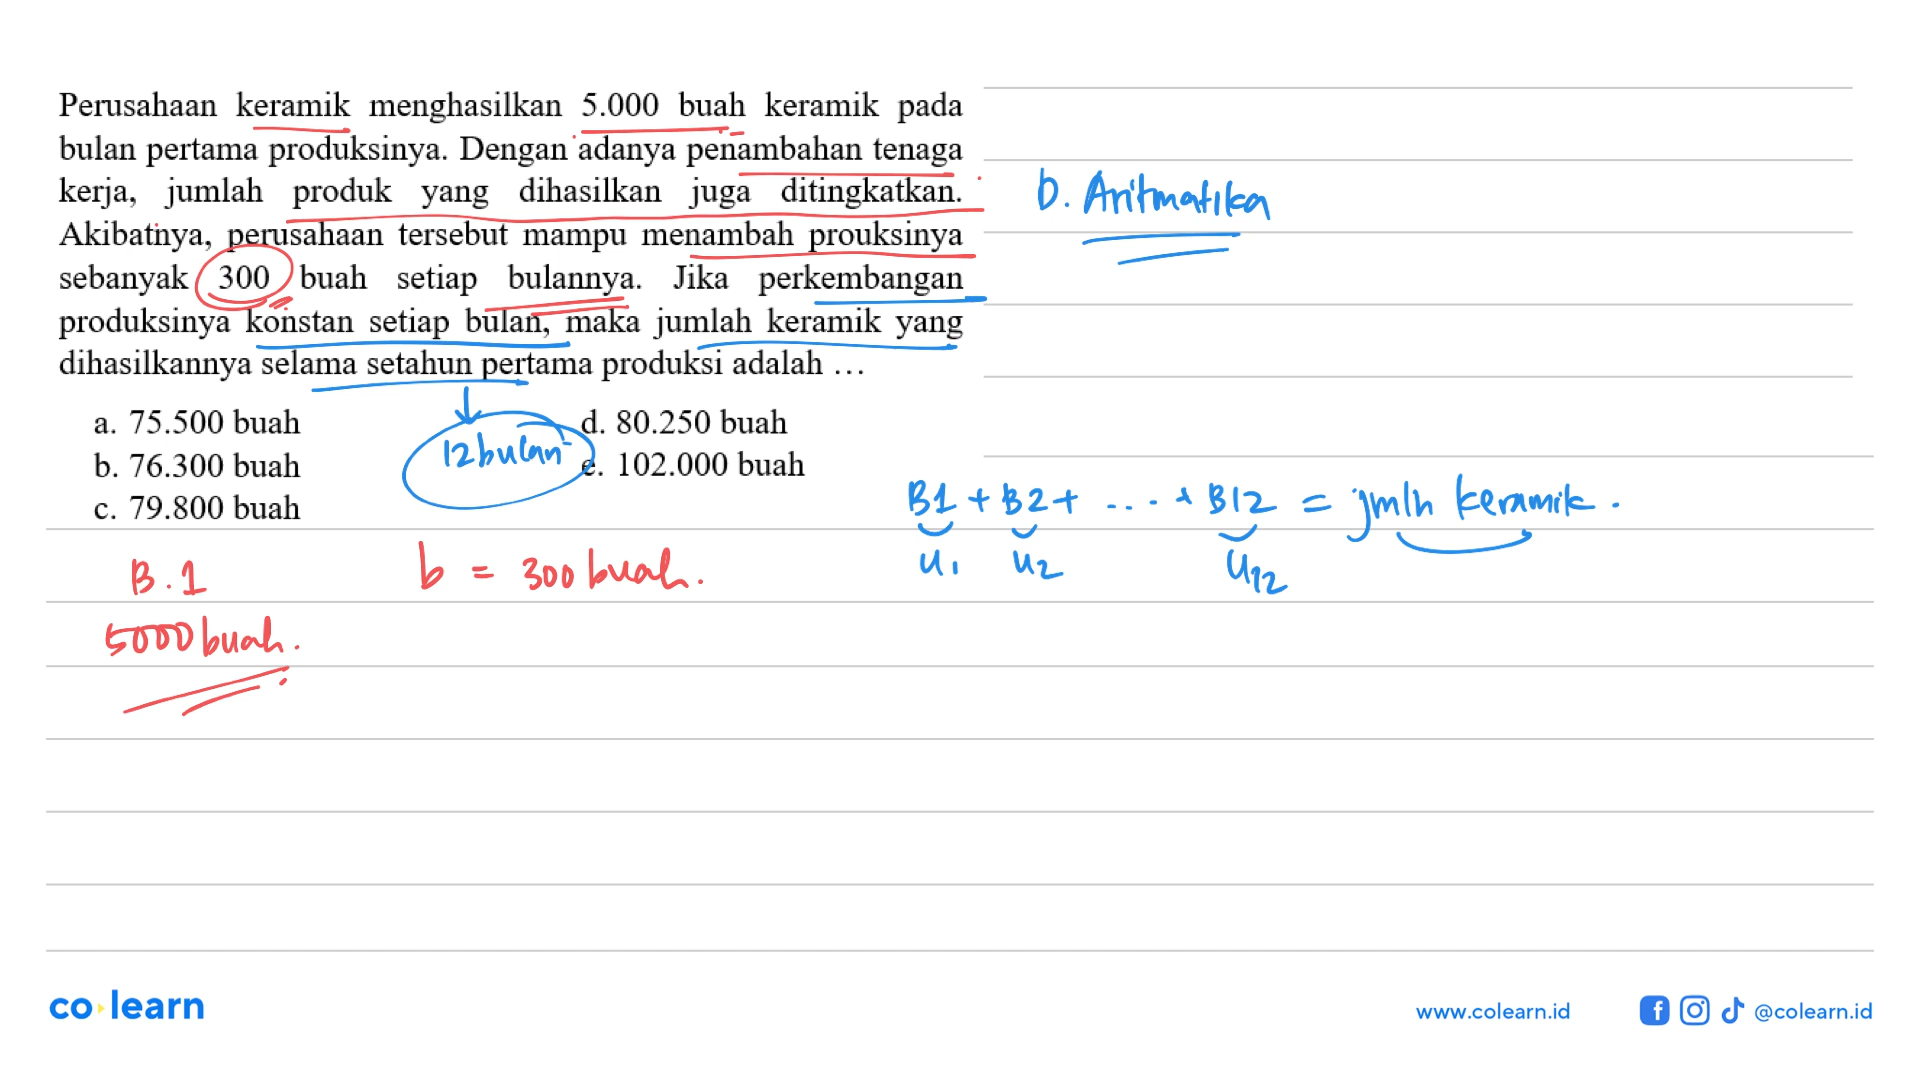 Perusahaan keramik menghasilkan 5.000 buah keramik pada
bulan pertama produksinya. Dengan adanya penambahan tenaga
kerja, jumlah produk yang dihasilkan juga ditingkatkan.
Akibatnya, perusahaan tersebut mampu menambah prouksinya
sebanyak 300 buah setiap bulannya. Jika perkembangan
produksinya konstan setiap bulan, maka jumlah keramik yang
dihasilkannya selama setahun pertama produksi adalah ...
a. 75.500 buah
b. 76.300 buah
c. 79.800 buah
d. 80.250 buah
e. 102.000 buah
12 bulan
D. Aritmatika
B1 + B2 + ... + B12 = jmlh keramik.
U1 U2 U12
B.1
5000 buah.
b = 300 buah.
co learn
www.colearn.id
@colearn.id